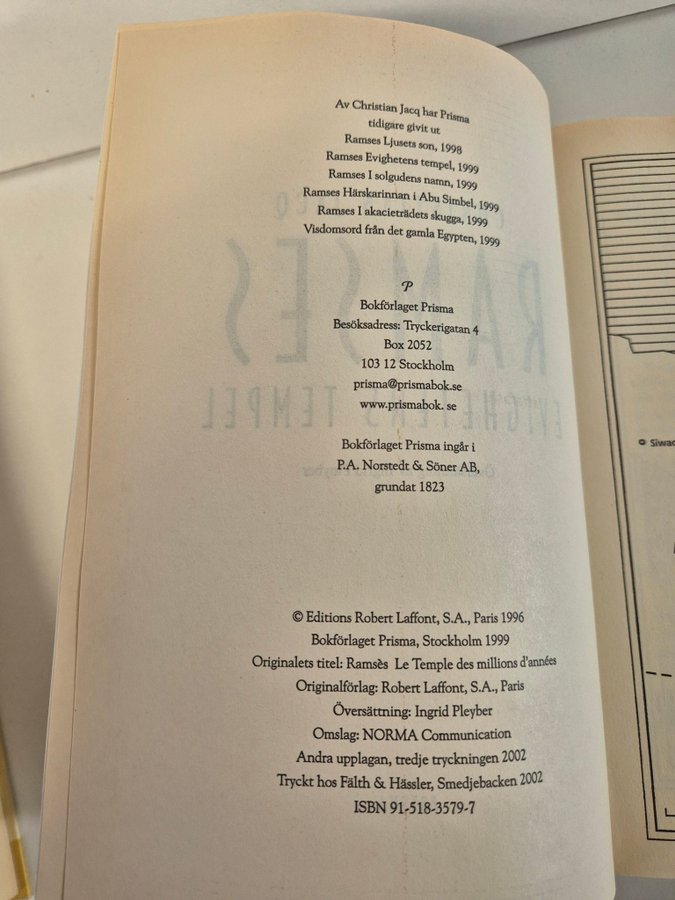 Av Christian Jacq har Prisma
tidigare givit ut
Ramses Ljusets son, 1998
Ramses Evighetens tempel, 1999
Ramses I solgudens namn, 1999
Ramses Härskarinnan i Abu Simbel, 1999
Ramses I akacieträdets skugga, 1999
Visdomsord från det gamla Egypten, 1999
P
Bokförlaget Prisma
Besöksadress: Tryckerigatan 4
Box 2052
103 12 Stockholm
prisma@prismabok.se
www.prismabok. se
Bokförlaget Prisma ingår i
P.A. Norstedt & Söner AB,
grundat 1823
© Editions Robert Laffont, S.A., Paris 1996
Bokförlaget Prisma, Stockholm 1999
Originalets titel: Ramsès Le Temple des millions d'années
Originalförlag: Robert Laffont, S.A., Paris
Översättning: Ingrid Pleyber
Omslag: NORMA Communication
Andra upplagan, tredje tryckningen 2002
Tryckt hos Fälth & Hässler, Smedjebacken 2002
ISBN 91-518-3579-7
RAMSES
EVIGHETENS TEMPEL